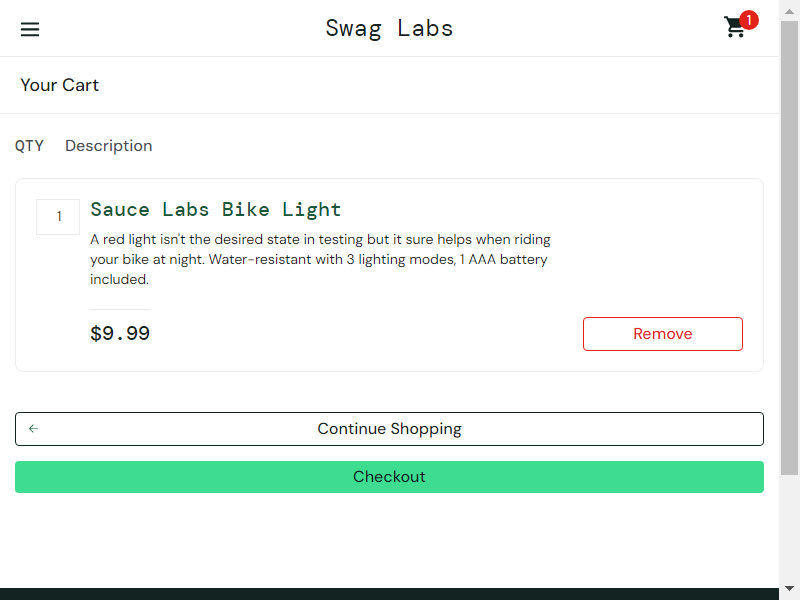 Swag Labs
1
Your Cart
QTY Description
1
Sauce Labs Bike Light
A red light isn't the desired state in testing but it sure helps when riding
your bike at night. Water-resistant with 3 lighting modes, 1 AAA battery
included.
$9.99
Remove
Continue Shopping
Checkout